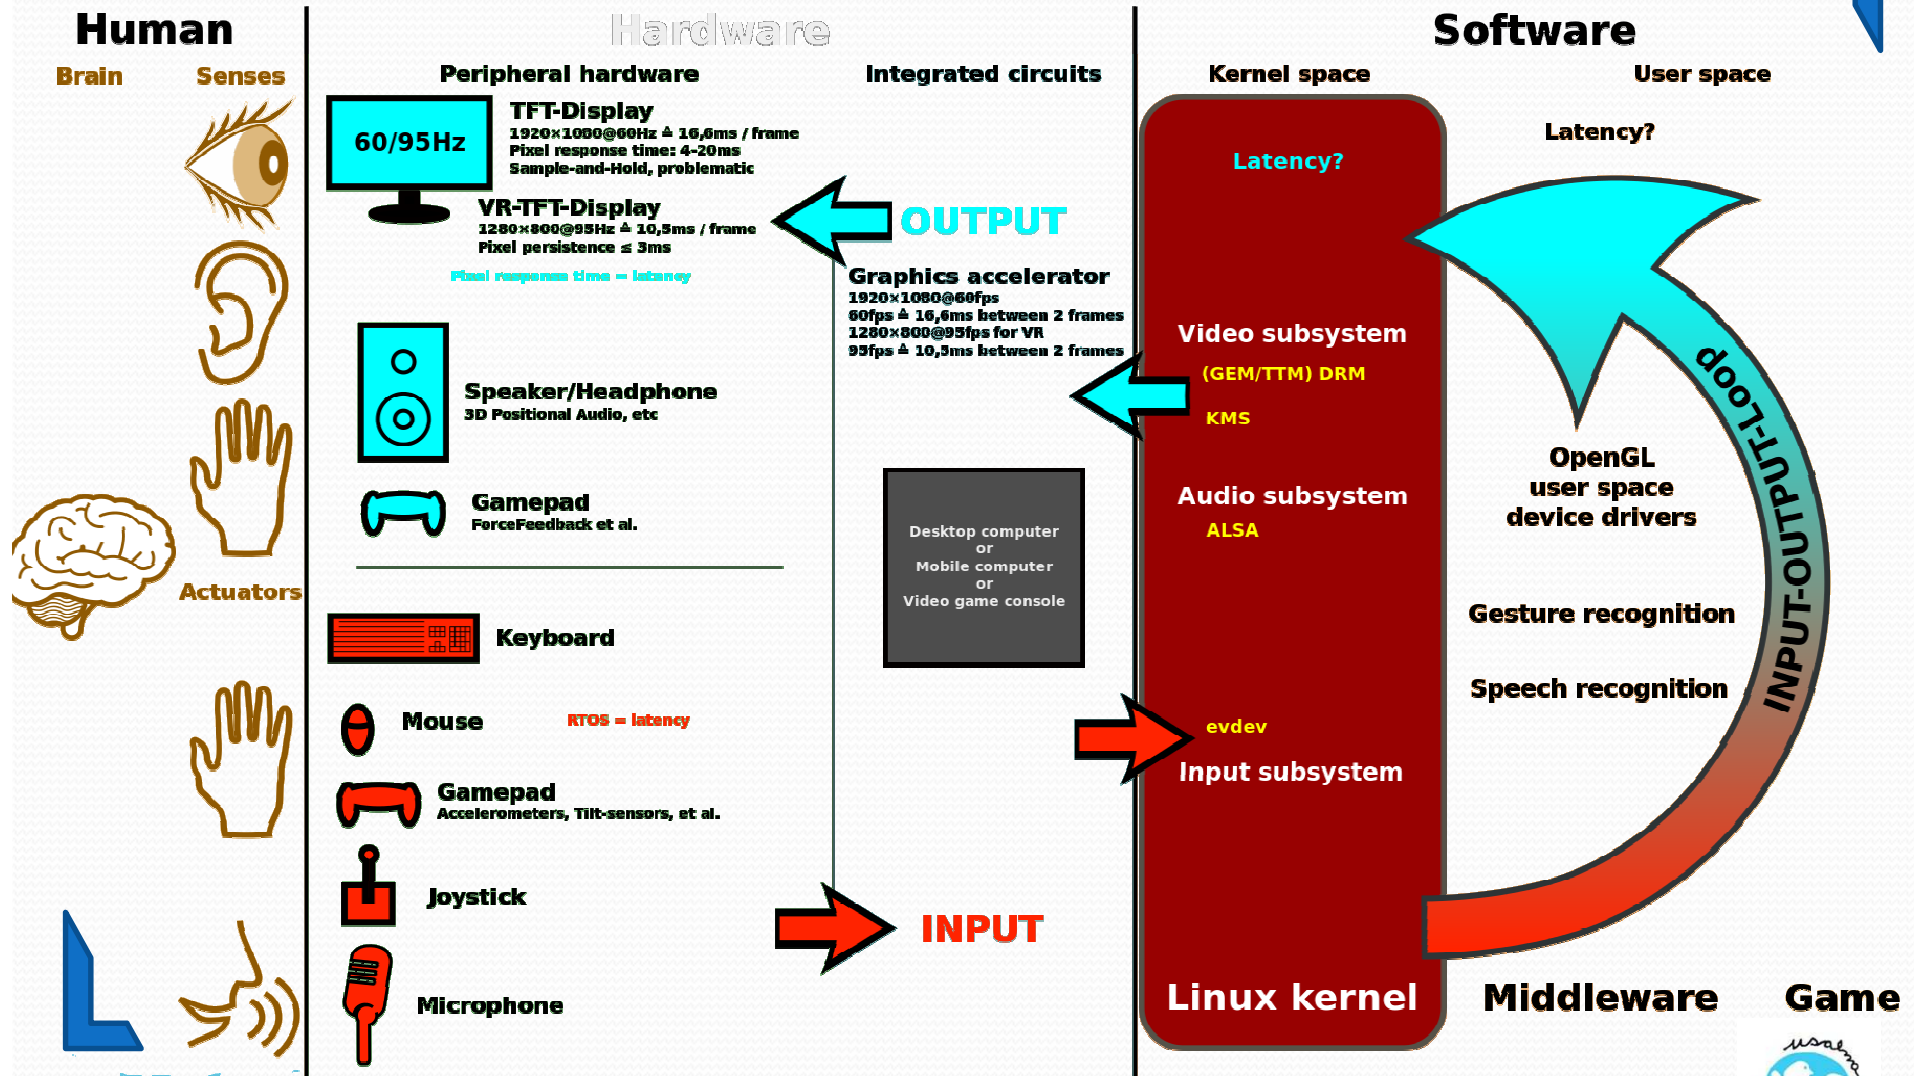 Human
Hardware
Software
Brain
Senses
Peripheral hardware
Integrated circuits
Kernel space
User space
60/95Hz
TFT-Display
1920×1080@60Hz ≙ 16,6ms / frame
Pixel response time: 4-20ms
Sample-and-Hold, problematic
VR-TFT-Display
1280×800@95Hz ≙ 10,5ms / frame
Pixel persistence ≤ 3ms
Pixel response time = latency
OUTPUT
Graphics accelerator
1920×1080@60fps
60fps ≙ 16,6ms between 2 frames
1280×800@95fps for VR
95fps ≙ 10,5ms between 2 frames
Speaker/Headphone
3D Positional Audio, etc
Gamepad
ForceFeedback et al.
Actuators
Keyboard
Mouse
RTOS = latency
Gamepad
Accelerometers, Tilt-sensors, et al.
Joystick
Microphone
INPUT
Desktop computer
or
Mobile computer
or
Video game console
Latency?
Video subsystem
(GEM/TTM) DRM
KMS
Audio subsystem
ALSA
evdev
Input subsystem
Linux kernel
Latency?
OpenGL
user space
device drivers
Gesture recognition
Speech recognition
INPUT-OUTPUT-Loop
Middleware
Game